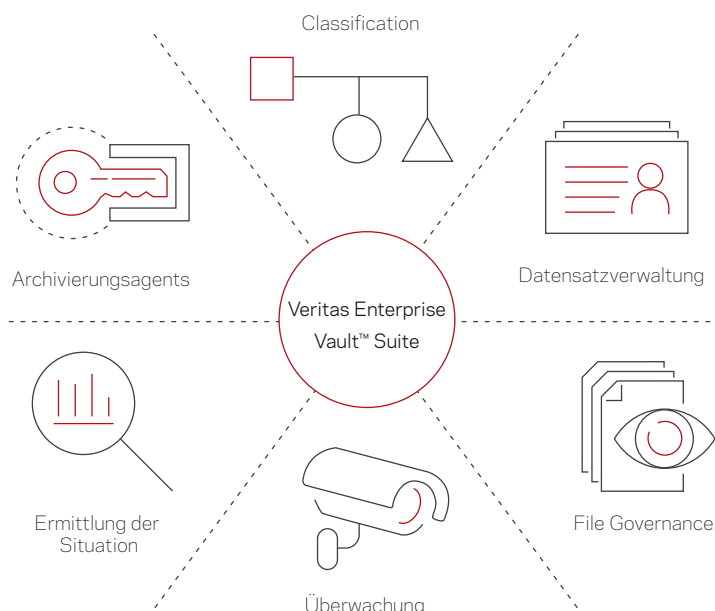 Classification
Archivierungsagents
Datensatzverwaltung
Veritas Enterprise
Vault™ Suite
Ermittlung der
Situation
File Governance
Überwachung